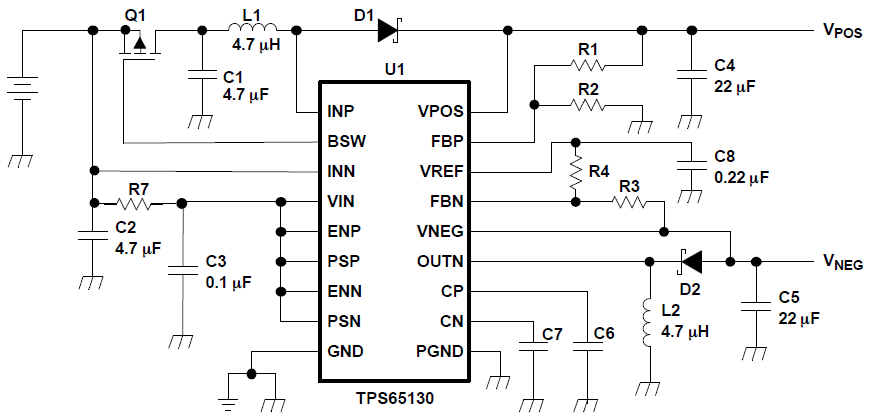 Q1
L1
4.7 µH
D1
VPOS
C1
4.7 µF
U1
R1
R2
C4
22 µF
INP
VPOS
BSW
FBP
INN
VREF
R4
C8
0.22 µF
R7
VIN
FBN
R3
C2
4.7 µF
ENP
VNEG
C3
0.1 µF
PSP
OUTN
D2
VNEG
ENN
CP
L2
4.7 µH
C5
22 µF
PSN
CN
C7
C6
GND
PGND
TPS65130